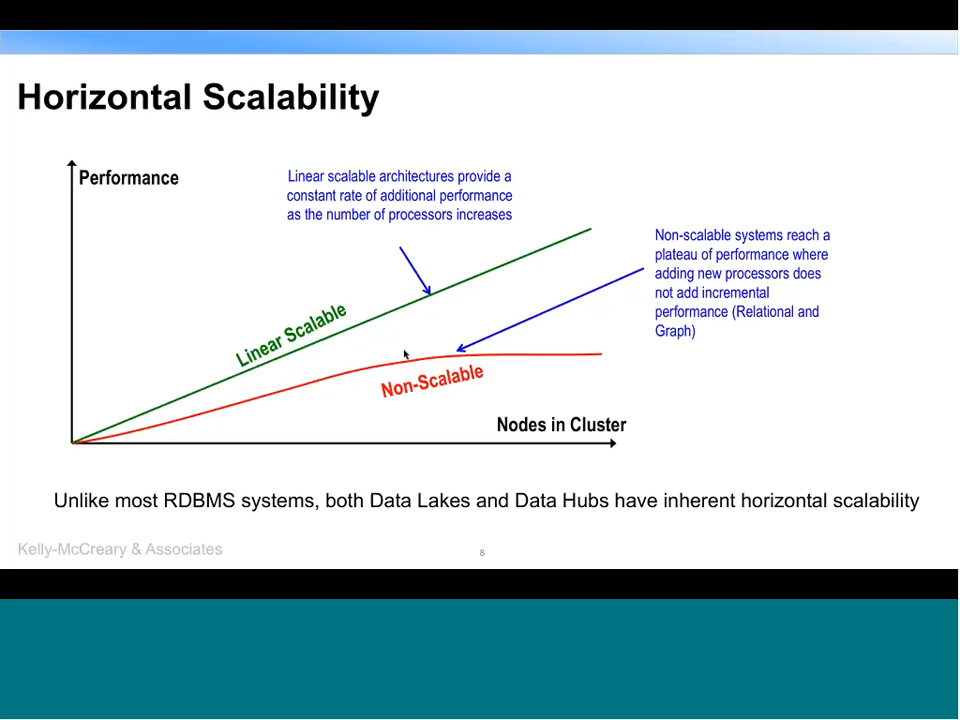 Horizontal Scalability
Performance
Linear scalable architectures provide a
constant rate of additional performance
as the number of processors increases
Non-scalable systems reach a
plateau of performance where
adding new processors does
not add incremental
performance (Relational and
Graph)
Linear Scalable
Non-Scalable
Nodes in Cluster
Unlike most RDBMS systems, both Data Lakes and Data Hubs have inherent horizontal scalability
Kelly-McCreary & Associates
8